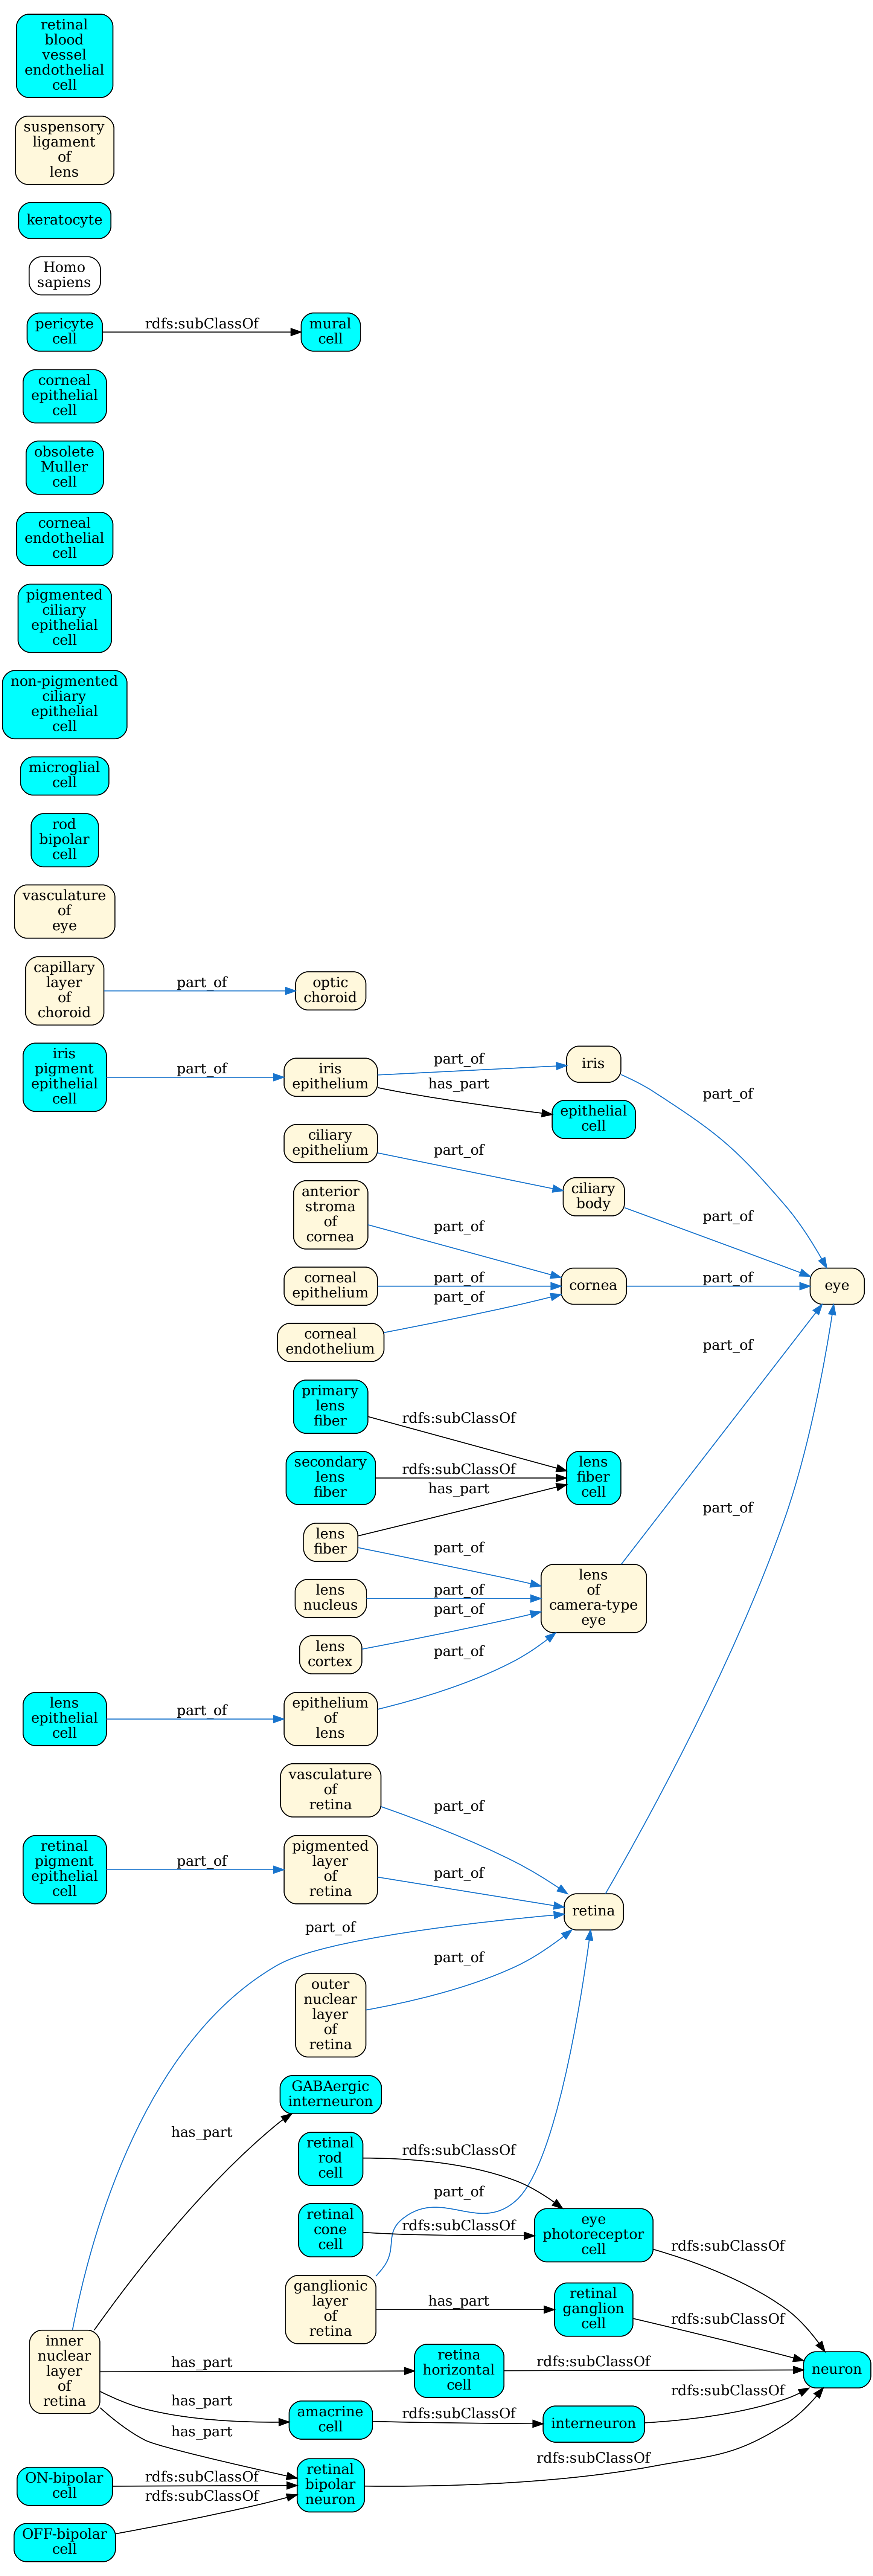 retinal
blood
vessel
endothelial
cell
suspensory
ligament
of
lens
keratocyte
Homo
sapiens
pericyte
cell
rdfs:subClassOf
mural
cell
corneal
epithelial
cell
obsolete
Muller
cell
corneal
endothelial
cell
pigmented
ciliary
epithelial
cell
non-pigmented
ciliary
epithelial
cell
microglial
cell
rod
bipolar
cell
vasculature
of
eye
capillary
layer
of
choroid
part_of
optic
choroid
iris
pigment
epithelial
cell
part_of
iris
epithelium
part_of
has_part
iris
epithelial
cell
part_of
ciliary
epithelium
part_of
ciliary
body
part_of
anterior
stroma
of
cornea
part_of
corneal
epithelium
part_of
cornea
part_of
eye
corneal
endothelium
part_of
primary
lens
fiber
rdfs:subClassOf
secondary
lens
fiber
rdfs:subClassOf
lens
fiber
cell
has_part
lens
fiber
part_of
lens
nucleus
part_of
lens
of
camera-type
eye
part_of
lens
cortex
part_of
lens
epithelial
cell
part_of
epithelium
of
lens
part_of
vasculature
of
retina
part_of
retinal
pigment
epithelial
cell
part_of
pigmented
layer
of
retina
part_of
retina
part_of
part_of
outer
nuclear
layer
of
retina
part_of
GABAergic
interneuron
has_part
retinal
rod
cell
rdfs:subClassOf
retinal
cone
cell
rdfs:subClassOf
eye
photoreceptor
cell
rdfs:subClassOf
part_of
ganglionic
layer
of
retina
has_part
retinal
ganglion
cell
rdfs:subClassOf
inner
nuclear
layer
of
retina
has_part
retina
horizontal
cell
rdfs:subClassOf
neuron
has_part
amacrine
cell
rdfs:subClassOf
interneuron
rdfs:subClassOf
has_part
retinal
bipolar
neuron
rdfs:subClassOf
ON-bipolar
cell
rdfs:subClassOf
OFF-bipolar
cell
rdfs:subClassOf